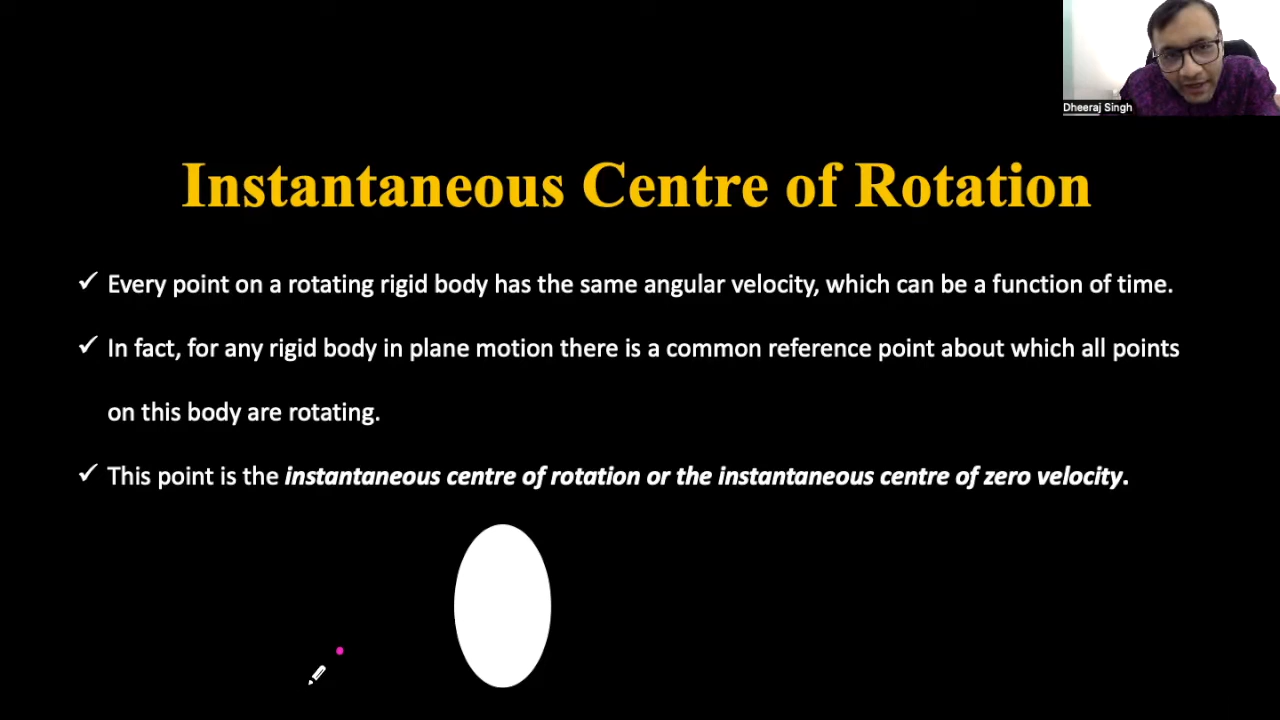 Dheeraj Singh
Instantaneous Centre of Rotation
✓ Every point on a rotating rigid body has the same angular velocity, which can be a function of time.
✓ In fact, for any rigid body in plane motion there is a common reference point about which all points
on this body are rotating.
✓ This point is the instantaneous centre of rotation or the instantaneous centre of zero velocity.